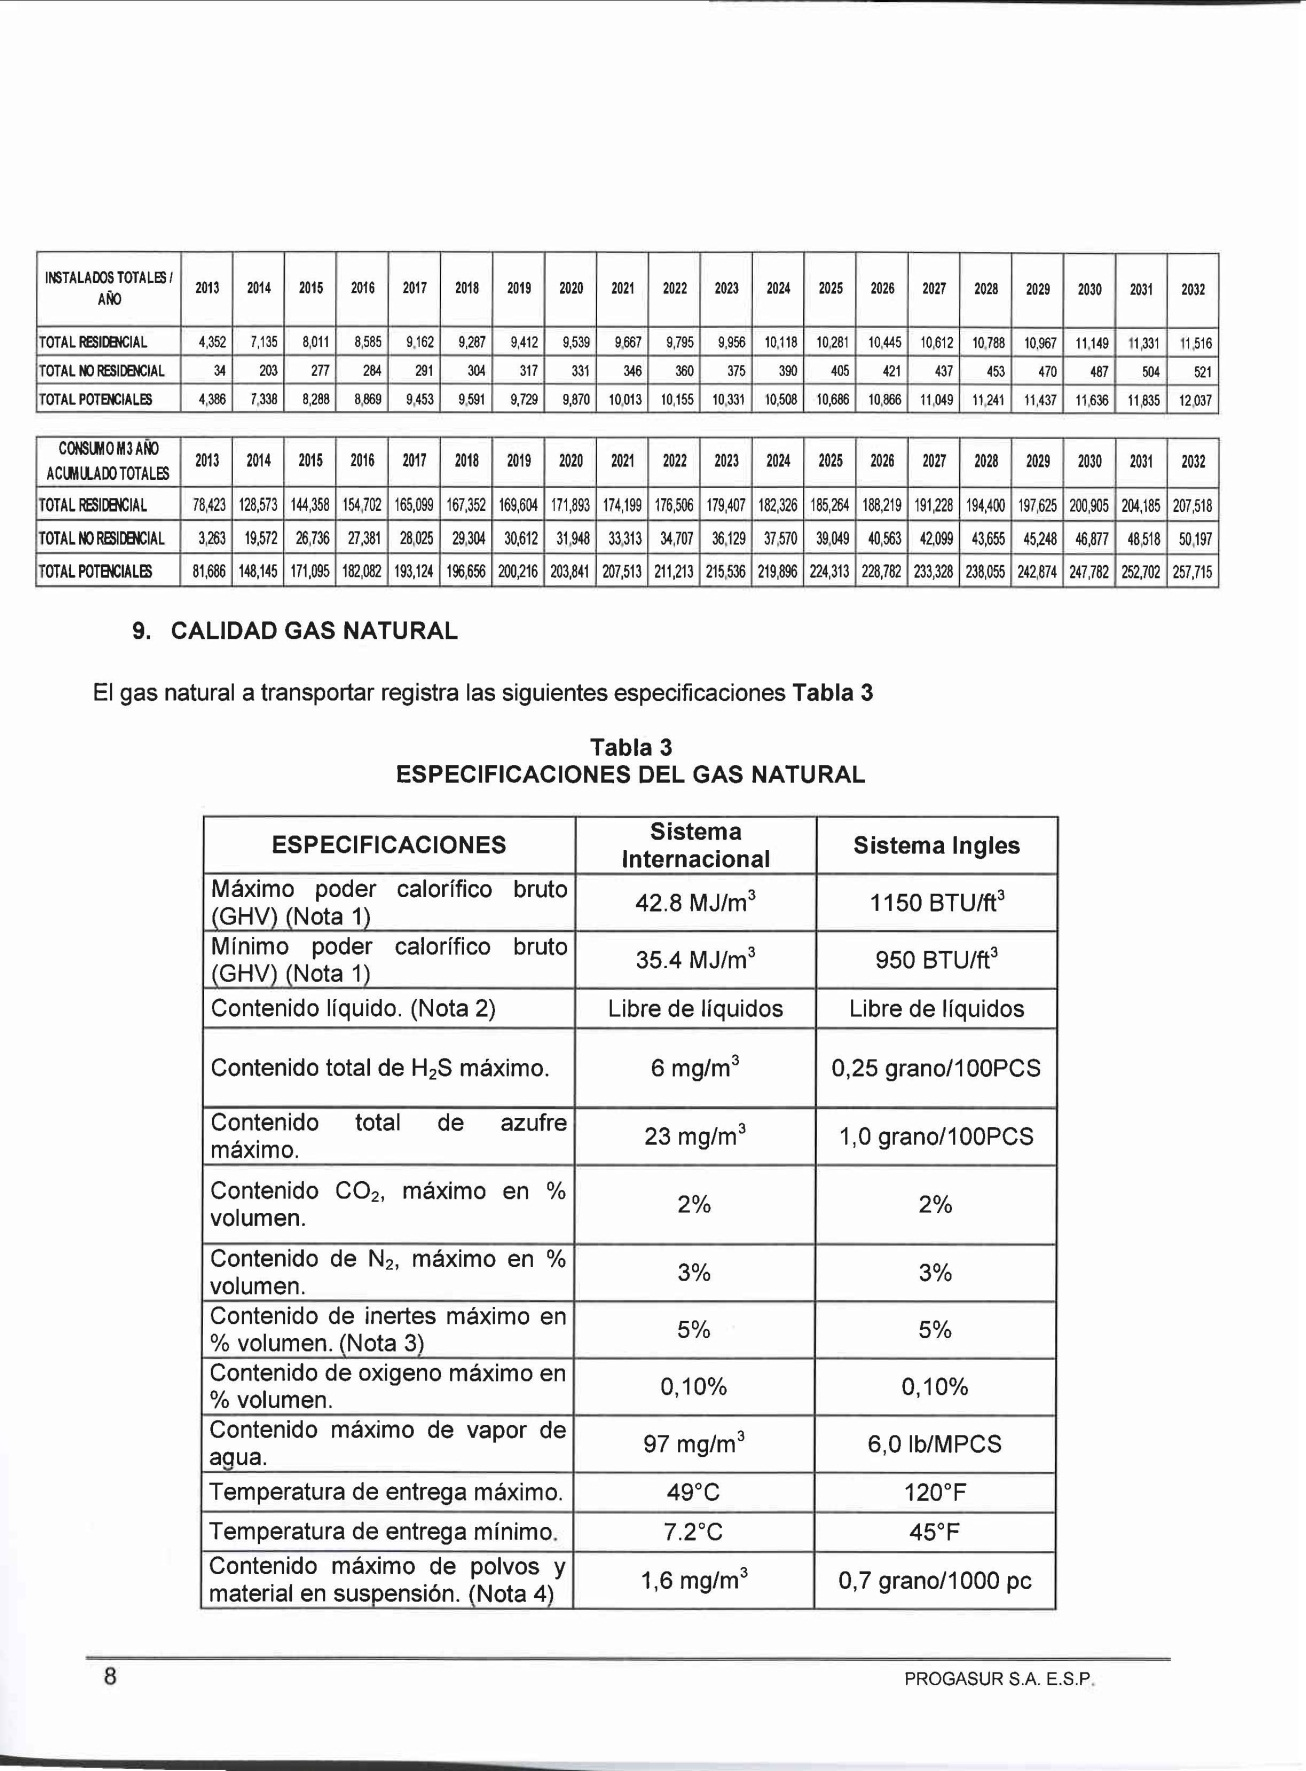 INSTALADOS TOTALES / AÑO 2013 2014 2015 2016 2017 2018 2019 2020 2021 2022 2023 2024 2025 2026 2027 2028 2029 2030 2031 2032
TOTAL RESIDENCIAL 4,352 7,135 8,011 8,585 9,162 9,287 9,412 9,539 9,667 9,795 9,956 10,118 10,281 10,445 10,612 10,788 10,967 11,149 11,331 11,516
TOTAL NO RESIDENCIAL 34 203 277 284 291 304 317 331 346 360 375 390 405 421 437 453 470 487 504 521
TOTAL POTENCIALES 4,386 7,338 8,288 8,869 9,453 9,591 9,729 9,870 10,013 10,155 10,331 10,508 10,686 10,866 11,049 11,241 11,437 11,636 11,835 12,037
CONSUMO M3 AÑO
ACUMULADO TOTALES 2013 2014 2015 2016 2017 2018 2019 2020 2021 2022 2023 2024 2025 2026 2027 2028 2029 2030 2031 2032
TOTAL RESIDENCIAL 78,423 128,573 144,358 154,702 165,099 167,352 169,604 171,893 174,199 176,506 179,407 182,326 185,264 188,219 191,228 194,400 197,625 200,905 204,185 207,518
TOTAL NO RESIDENCIAL 3,263 19,572 26,736 27,381 28,025 29,304 30,612 31,948 33,313 34,707 36,129 37,570 39,049 40,563 42,099 43,655 45,248 46,877 48,518 50,197
TOTAL POTENCIALES 81,686 148,145 171,095 182,082 193,124 196,656 200,216 203,841 207,513 211,213 215,536 219,896 224,313 228,782 233,328 238,055 242,874 247,782 252,702 257,715
9. CALIDAD GAS NATURAL
El gas natural a transportar registra las siguientes especificaciones Tabla 3
Tabla 3
ESPECIFICACIONES DEL GAS NATURAL
ESPECIFICACIONES Sistema Internacional Sistema Ingles
Máximo poder calorífico bruto
(GHV) (Nota 1) 42.8 MJ/m³ 1150 BTU/ft³
Mínimo poder calorífico bruto
(GHV) (Nota 1) 35.4 MJ/m³ 950 BTU/ft³
Contenido líquido. (Nota 2) Libre de líquidos Libre de líquidos
Contenido total de H₂S máximo. 6 mg/m³ 0,25 grano/100PCS
Contenido total de azufre
máximo. 23 mg/m³ 1,0 grano/100PCS
Contenido CO₂, máximo en %
volumen. 2% 2%
Contenido de N₂, máximo en %
volumen. 3% 3%
Contenido de inertes máximo en
% volumen. (Nota 3) 5% 5%
Contenido de oxigeno máximo en
% volumen. 0,10% 0,10%
Contenido máximo de vapor de
agua. 97 mg/m³ 6,0 lb/MPCS
Temperatura de entrega máximo. 49°C 120°F
Temperatura de entrega mínimo. 7.2°C 45°F
Contenido máximo de polvos y
material en suspensión. (Nota 4) 1,6 mg/m³ 0,7 grano/1000 pc
8 PROGASUR S.A. E.S.P.